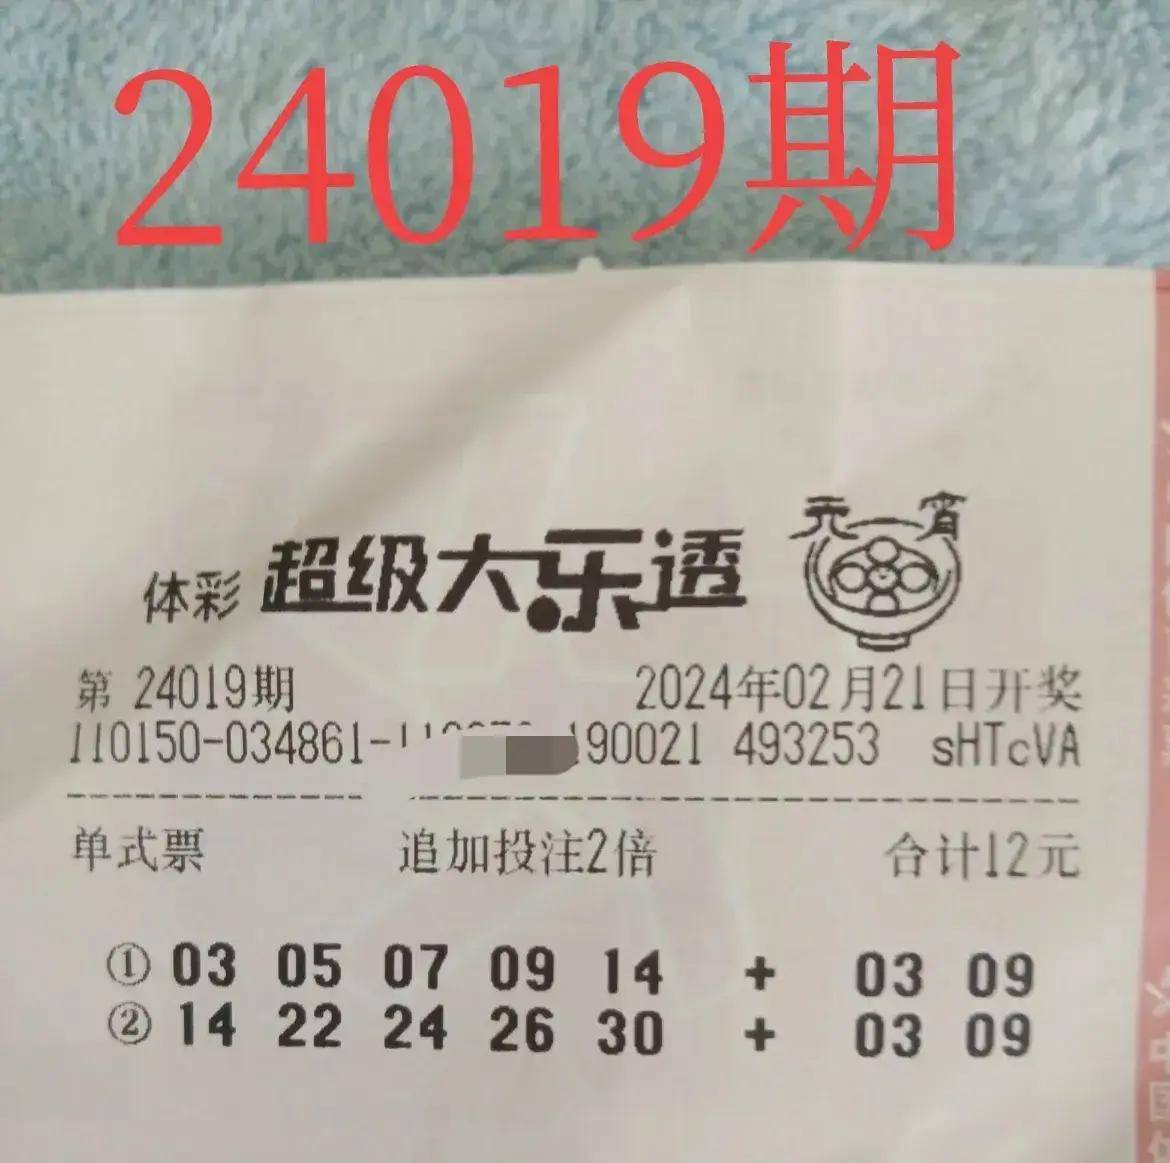 24019期
体彩 超级大乐透 元宵
第 24019期 2024年02月21日开奖
110150-034861- 190021 493253 sHTcVA
单式票 追加投注2倍 合计12元
① 03 05 07 09 14 + 03 09
② 14 22 24 26 30 + 03 09
中国